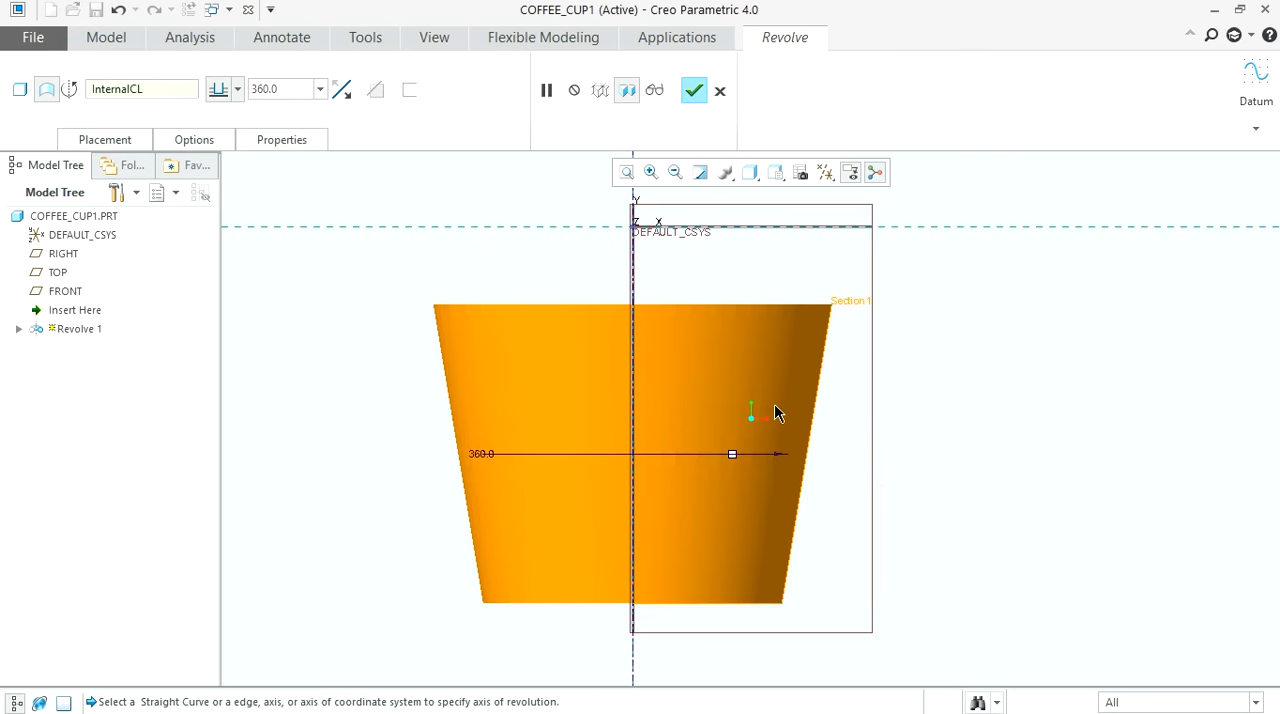 COFFEE_CUP1 (Active) - Creo Parametric 4.0
File Model Analysis Annotate Tools View Flexible Modeling Applications Revolve
InternalCL 360.0
Datum
Placement Options Properties
Model Tree Fol... Fav...
Model Tree
COFFEE_CUP1.PRT
DEFAULT_CSYS
RIGHT
TOP
FRONT
Insert Here
Revolve 1
Y
Z X
DEFAULT_CSYS
Section 1
360.0
Select a Straight Curve or a edge, axis, or axis of coordinate system to specify axis of revolution.
All